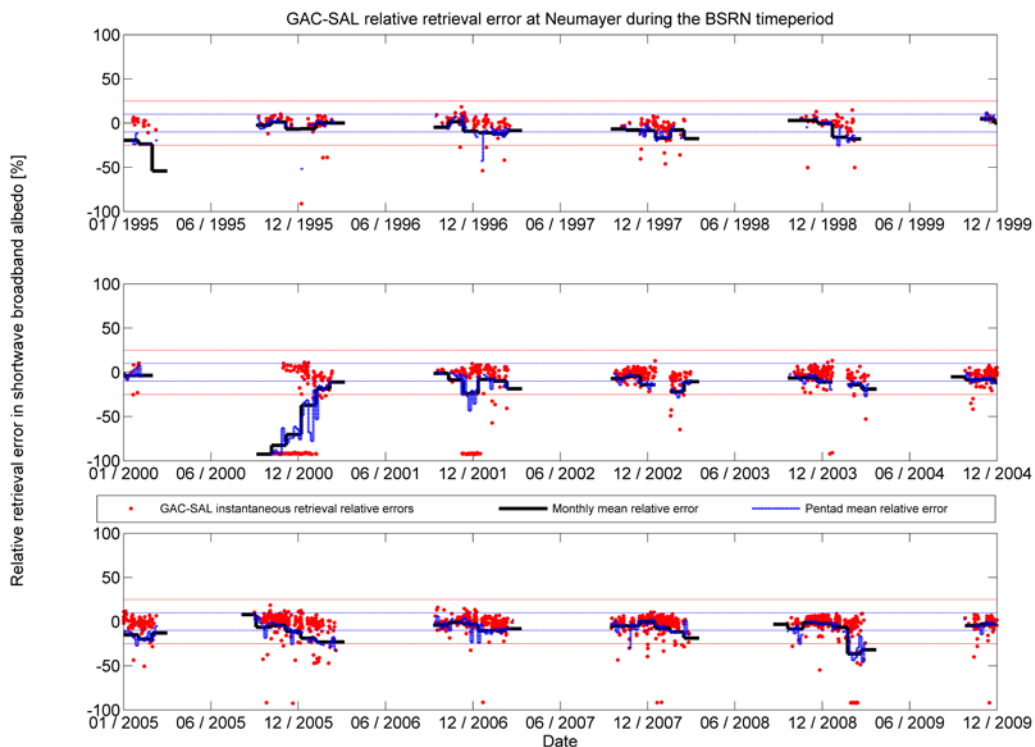 GAC-SAL relative retrieval error at Neumayer during the BSRN timeperiod
Relative retrieval error in shortwave broadband albedo [%]
100
50
0
-50
-100
01 / 1995 06 / 1995 12 / 1995 06 / 1996 12 / 1996 06 / 1997 12 / 1997 06 / 1998 12 / 1998 06 / 1999 12 / 1999
100
50
0
-50
-100
01 / 2000 06 / 2000 12 / 2000 06 / 2001 12 / 2001 06 / 2002 12 / 2002 06 / 2003 12 / 2003 06 / 2004 12 / 2004
GAC-SAL instantaneous retrieval relative errors Monthly mean relative error Pentad mean relative error
100
50
0
-50
-100
01 / 2005 06 / 2005 12 / 2005 06 / 2006 12 / 2006 06 / 2007 12 / 2007 06 / 2008 12 / 2008 06 / 2009 12 / 2009
Date